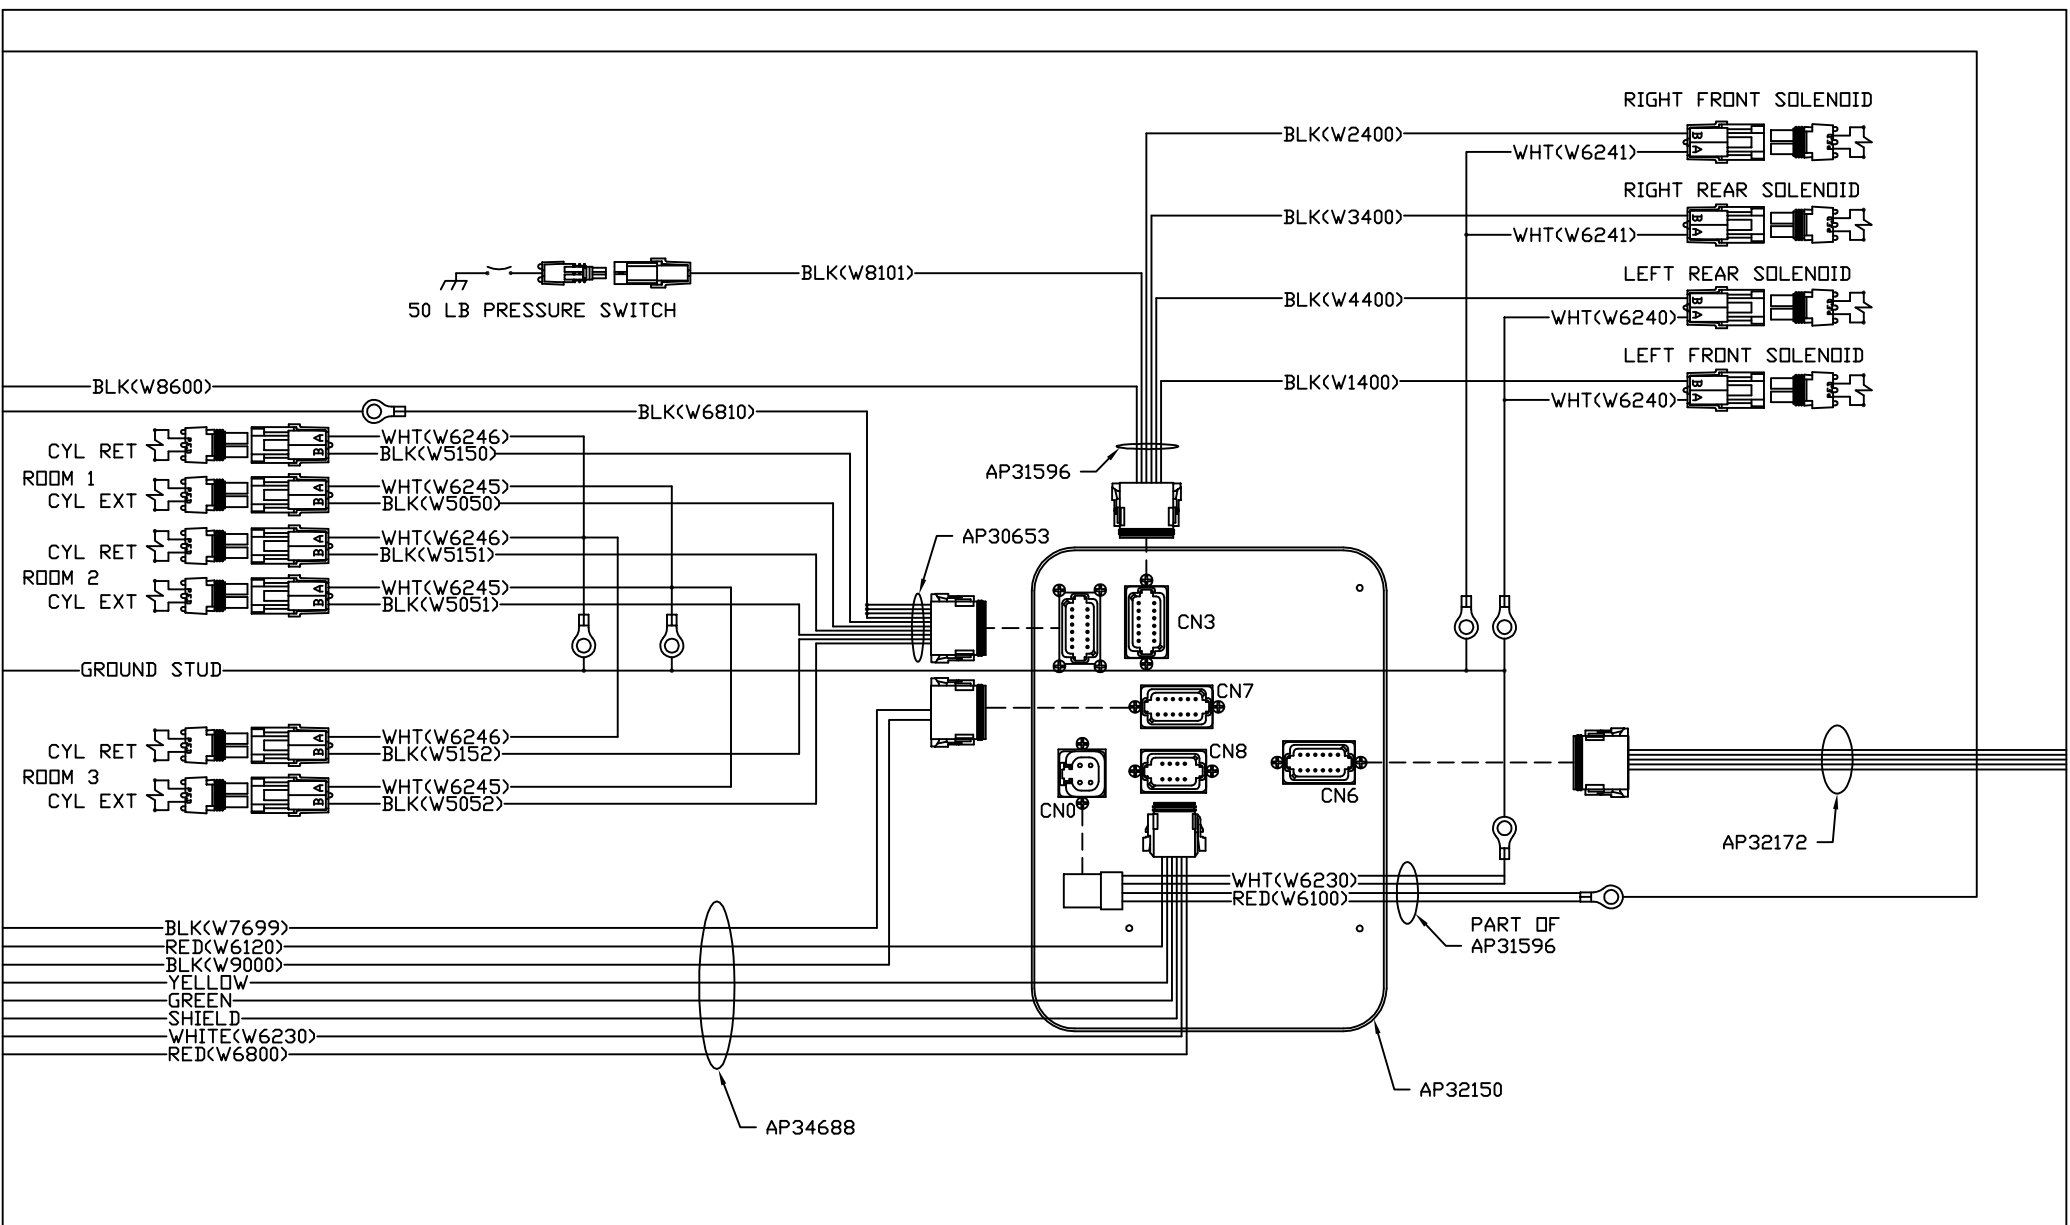 RIGHT FRONT SOLENOID
BLK(W2400)
B
A
WHT(W6241)
RIGHT REAR SOLENOID
BLK(W3400)
B
A
WHT(W6241)
LEFT REAR SOLENOID
BLK(W8101)
50 LB PRESSURE SWITCH
BLK(W4400)
B
A
WHT(W6240)
LEFT FRONT SOLENOID
BLK(W1400)
B
A
WHT(W6240)
BLK(W8600)
BLK(W6810)
CYL RET
A
B
WHT(W6246)
BLK(W5150)
AP31596
ROOM 1
CYL EXT
A
B
WHT(W6245)
BLK(W5050)
CYL RET
A
B
WHT(W6246)
BLK(W5151)
AP30653
ROOM 2
CYL EXT
A
B
WHT(W6245)
BLK(W5051)
CN3
GROUND STUD
CN7
CYL RET
A
B
WHT(W6246)
BLK(W5152)
CN8
ROOM 3
CYL EXT
A
B
WHT(W6245)
BLK(W5052)
CN0
CN6
AP32172
WHT(W6230)
RED(W6100)
PART OF
AP31596
BLK(W7699)
RED(W6120)
BLK(W9000)
YELLOW
GREEN
SHIELD
WHITE(W6230)
RED(W6800)
AP32150
AP34688